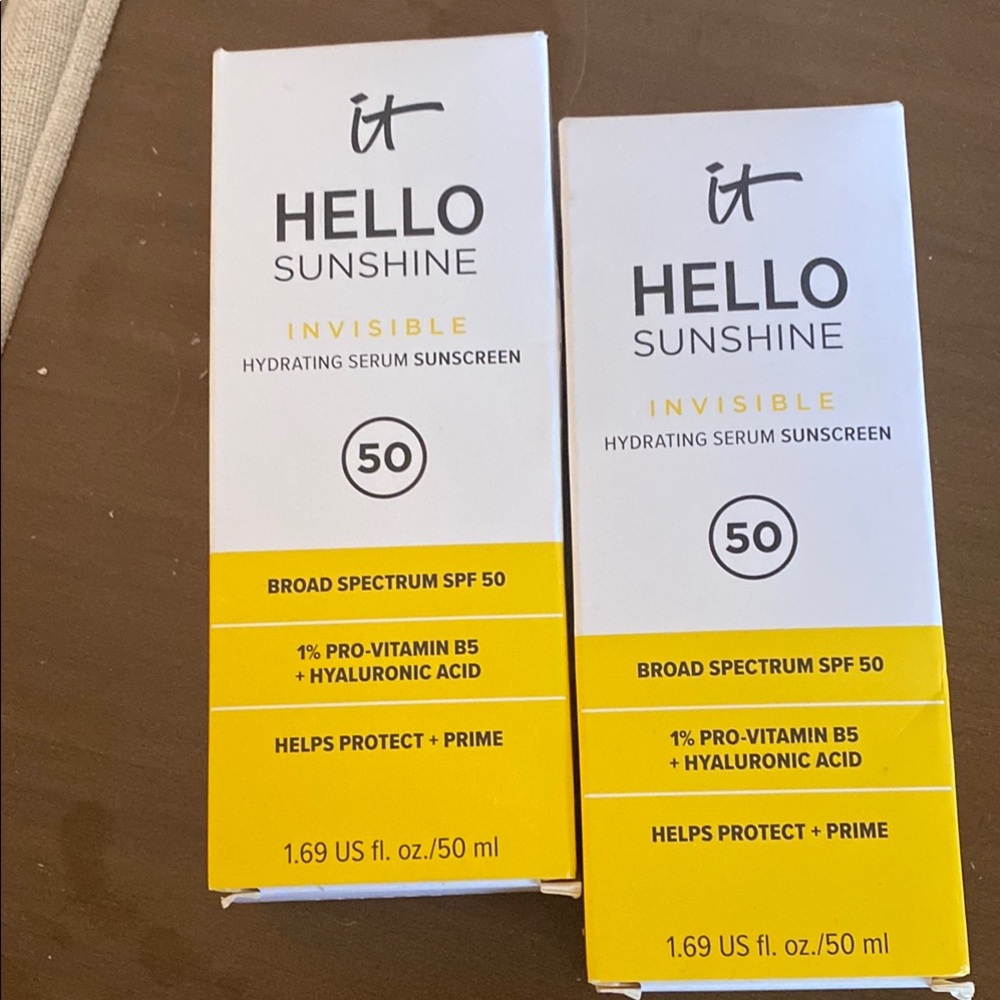 it
HELLO
SUNSHINE
INVISIBLE
HYDRATING SERUM SUNSCREEN
50
BROAD SPECTRUM SPF 50
1% PRO-VITAMIN B5
+ HYALURONIC ACID
HELPS PROTECT + PRIME
1.69 US fl. oz./50 ml
it
HELLO
SUNSHINE
INVISIBLE
HYDRATING SERUM SUNSCREEN
50
BROAD SPECTRUM SPF 50
1% PRO-VITAMIN B5
+ HYALURONIC ACID
HELPS PROTECT + PRIME
1.69 US fl. oz./50 ml